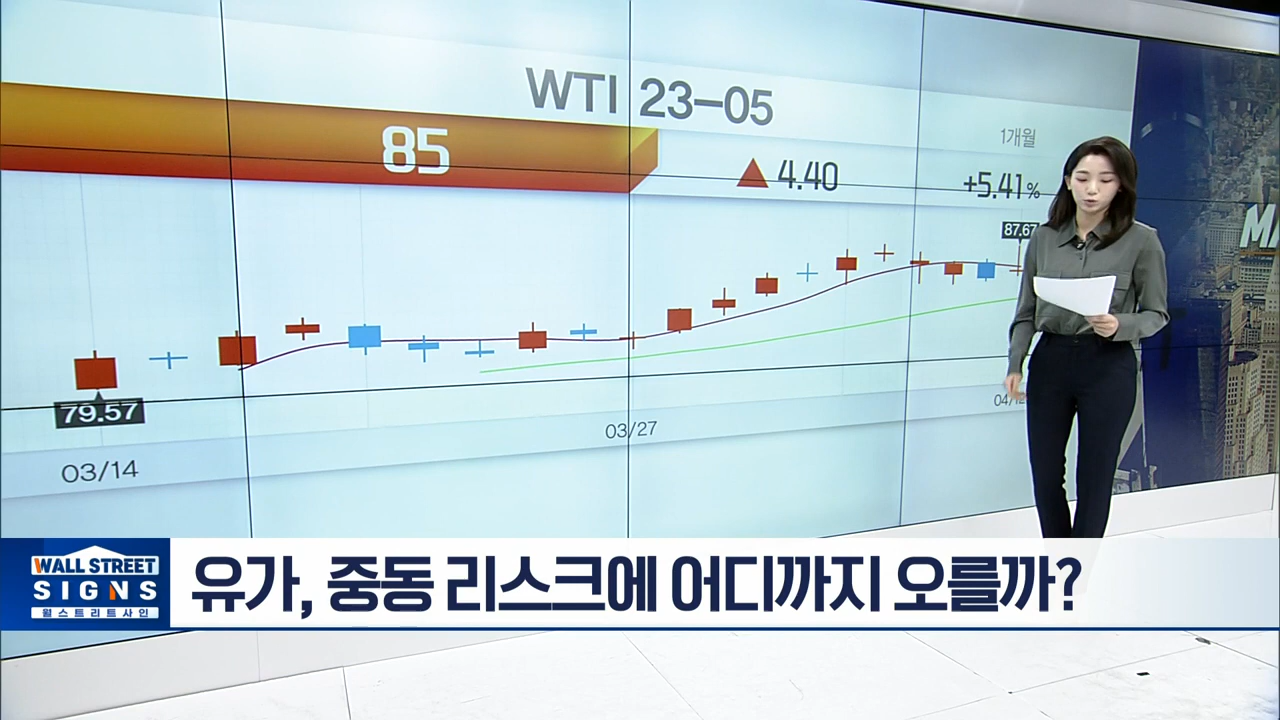 WTI 23-05
85
▲ 4.40
1개월
+5.41%
87.67
79.57
03/14
03/27
MA
WALL STREET
SIGNS
월스트리트사인
유가, 중동 리스크에 어디까지 오를까?